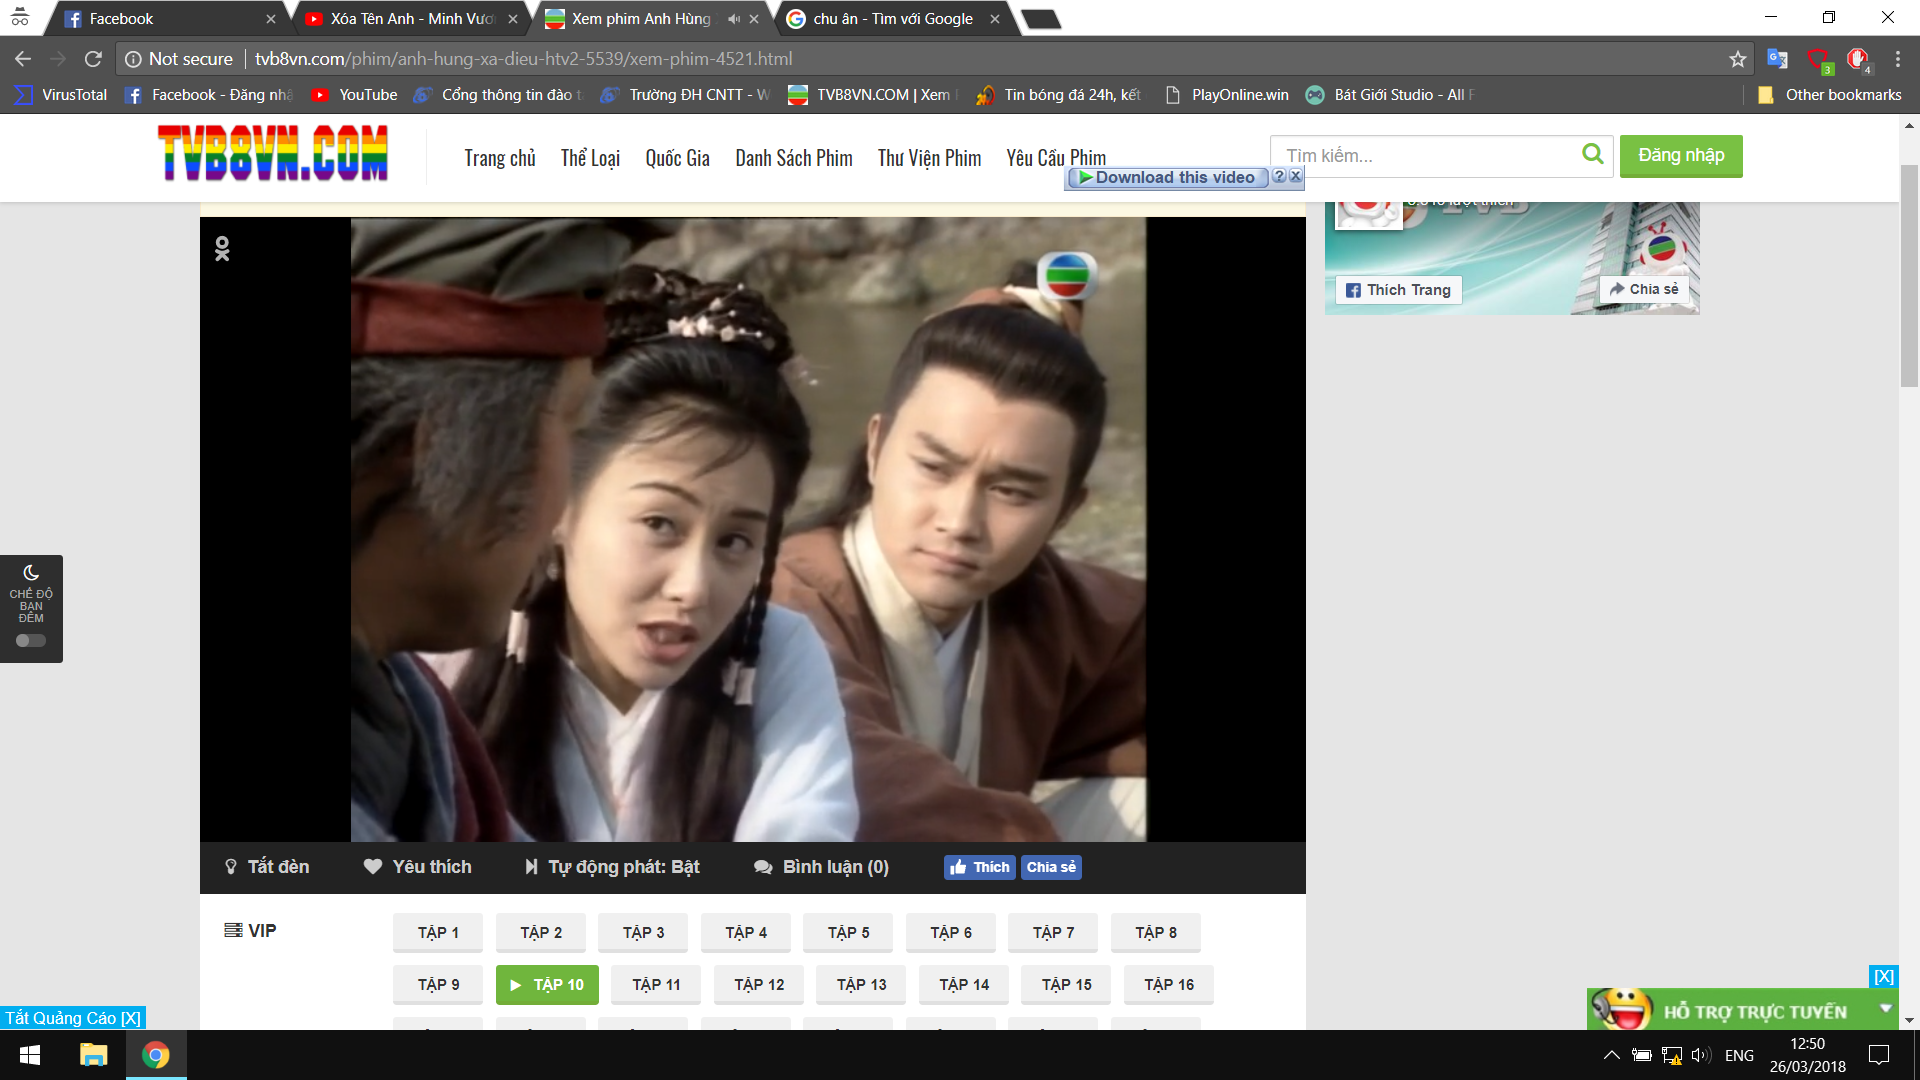 Facebook
Xóa Tên Anh - Minh Vươ
Xem phim Anh Hùng
chu ân - Tìm với Google
Not secure
tvb8vn.com/phim/anh-hung-xa-dieu-htv2-5539/xem-phim-4521.html
3
4
VirusTotal
Facebook - Đăng nhậ
YouTube
Cổng thông tin đào t
Trường ĐH CNTT - W
TVB8VN.COM | Xem
Tin bóng đá 24h, kết
PlayOnline.win
Bát Giới Studio - All F
Other bookmarks
TVB8VN.COM
Trang chủ
Thể Loại
Quốc Gia
Danh Sách Phim
Thư Viện Phim
Yêu Cầu Phim
Tìm kiếm...
Đăng nhập
Download this video
Thích Trang
Chia sẻ
CHẾ ĐỘ
BAN
ĐÊM
Tắt đèn
Yêu thích
Tự động phát: Bật
Bình luận (0)
Thích
Chia sẻ
VIP
TẬP 1
TẬP 2
TẬP 3
TẬP 4
TẬP 5
TẬP 6
TẬP 7
TẬP 8
TẬP 9
TẬP 10
TẬP 11
TẬP 12
TẬP 13
TẬP 14
TẬP 15
TẬP 16
[X]
HỖ TRỢ TRỰC TUYẾN
Tắt Quảng Cáo [X]
ENG
12:50
26/03/2018